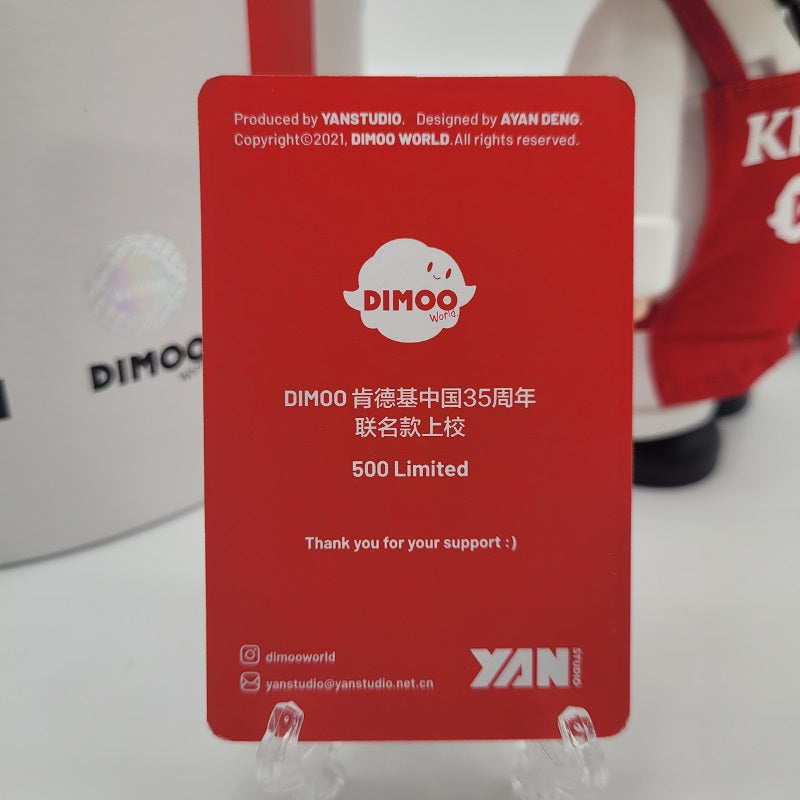 Produced by YANSTUDIO. Designed by AYAN DENG.
Copyright©2021, DIMOO WORLD.All rights reserved.
DIMOO
World.
DIMOO 肯德基中国35周年
联名款上校
500 Limited
Thank you for your support :)
dimooworld
yanstudio@yanstudio.net.cn
YAN
STUDIO
DIMOO